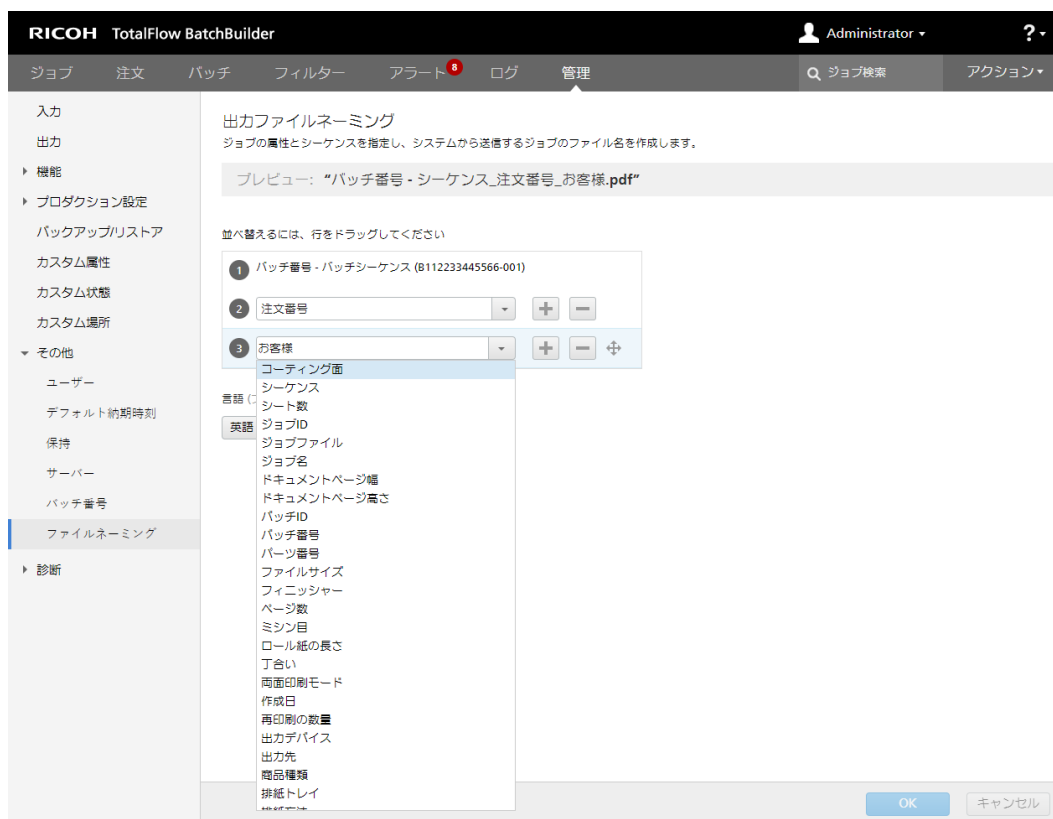 RICOH TotalFlow BatchBuilder
Administrator
?
ジョブ 注文 バッチ フィルター アラート 8 ログ 管理
ジョブ検索
アクション
入力
出力
機能
プロダクション設定
バックアップ/リストア
カスタム属性
カスタム状態
カスタム場所
その他
ユーザー
デフォルト納期時刻
保持
サーバー
バッチ番号
ファイルネーミング
診断
出力ファイルネーミング
ジョブの属性とシーケンスを指定し、システムから送信するジョブのファイル名を作成します。
プレビュー: “バッチ番号 - シーケンス_注文番号_お客様.pdf”
並べ替えるには、行をドラッグしてください
1 バッチ番号 - バッチシーケンス (B112233445566-001)
2 注文番号
3 お客様
コーティング面
シーケンス
シート数
ジョブID
ジョブファイル
ジョブ名
ドキュメントページ幅
ドキュメントページ高さ
バッチID
バッチ番号
パーツ番号
ファイルサイズ
フィニッシャー
ページ数
ミシン目
ロール紙の長さ
丁合い
両面印刷モード
作成日
再印刷の数量
出力デバイス
出力先
商品種類
排紙トレイ
言語
英語
OK
キャンセル